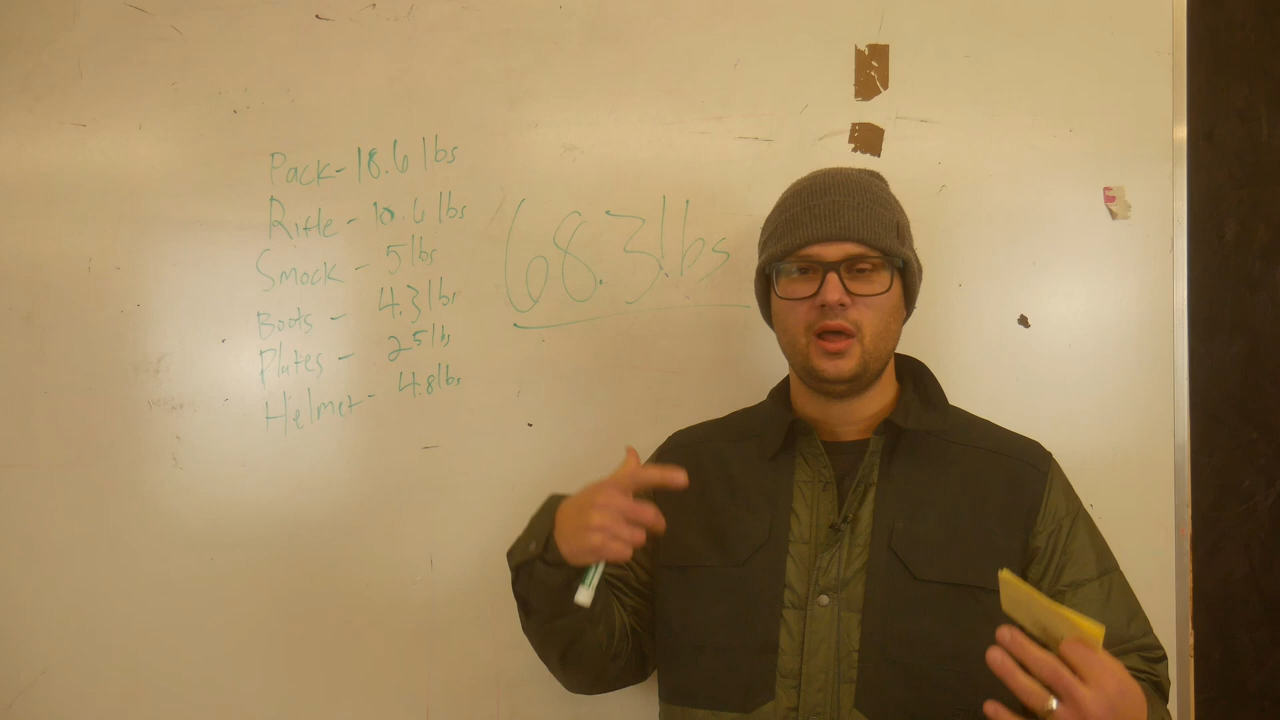 Pack - 18.6 lbs
Rifle - 10.6 lbs
Smock - 5 lbs
Boots - 4.3 lbs
Plates - 25 lbs
Helmet - 4.8 lbs
68.3 lbs